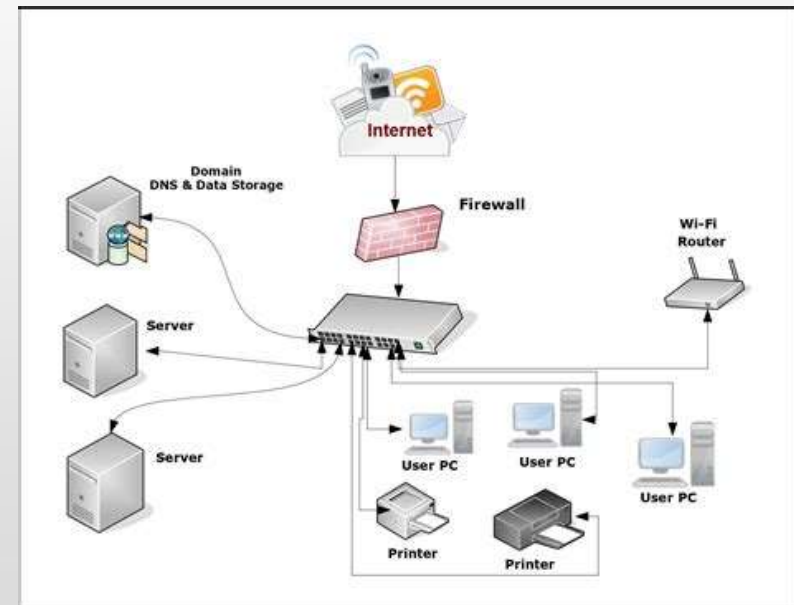 Internet
Domain
DNS & Data Storage
Firewall
Wi-Fi
Router
Server
Server
User PC
User PC
User PC
Printer
Printer